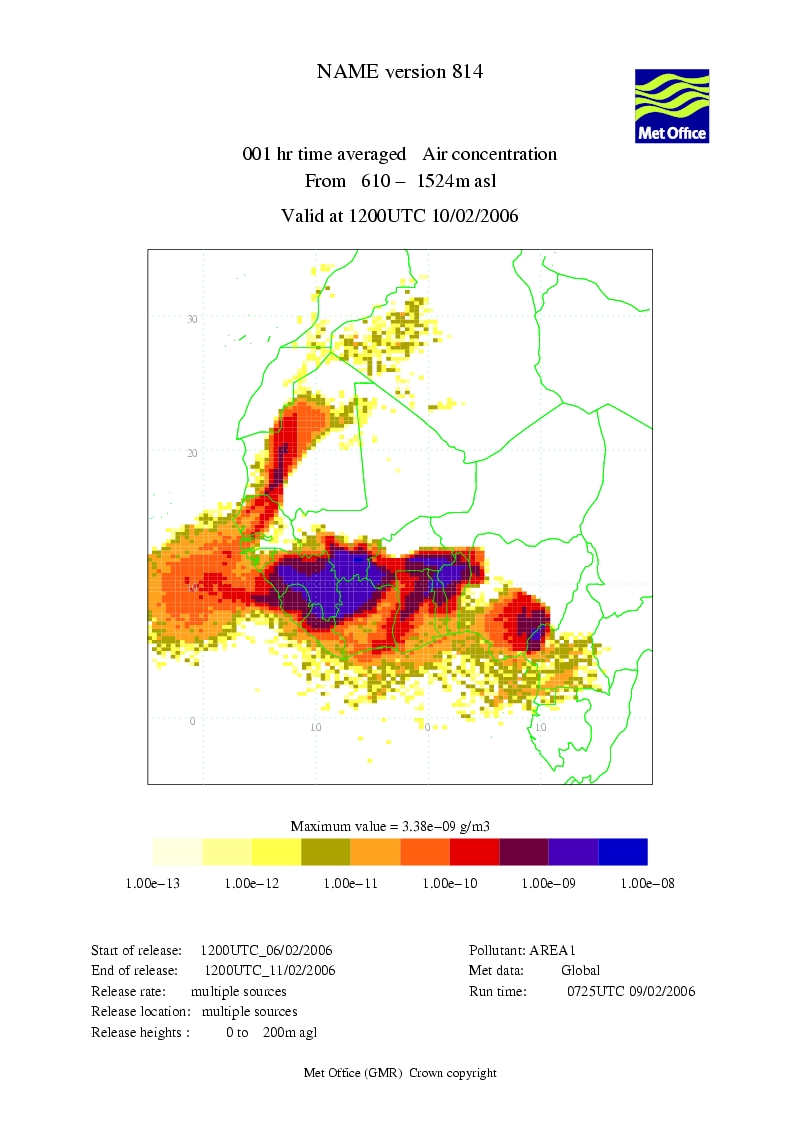 NAME version 814
Met Office
001 hr time averaged Air concentration
From 610 – 1524m asl
Valid at 1200UTC 10/02/2006
30
20
10
0
10
0
10
Maximum value = 3.38e−09 g/m3
1.00e−13 1.00e−12 1.00e−11 1.00e−10 1.00e−09 1.00e−08
Start of release: 1200UTC_06/02/2006
End of release: 1200UTC_11/02/2006
Release rate: multiple sources
Release location: multiple sources
Release heights : 0 to 200m agl
Pollutant: AREA1
Met data: Global
Run time: 0725UTC 09/02/2006
Met Office (GMR) Crown copyright